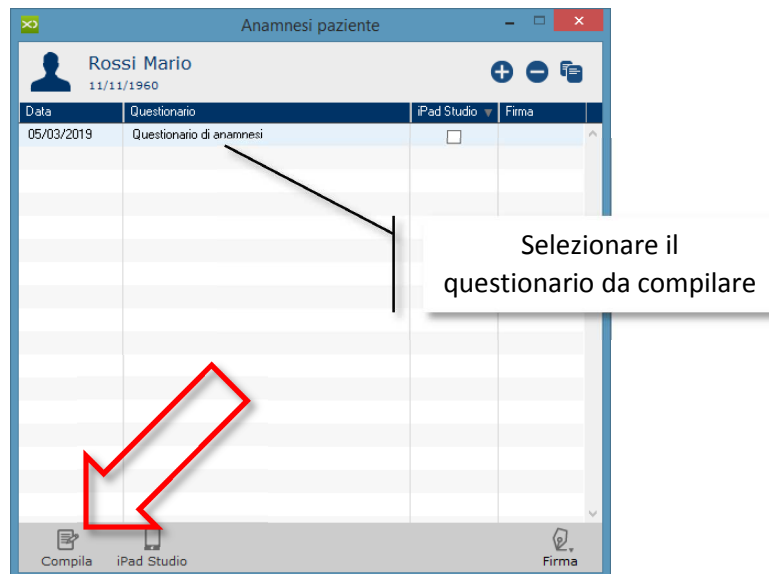 Anamnesi paziente
Rossi Mario
11/11/1960
Data Questionario iPad Studio Firma
05/03/2019 Questionario di anamnesi
Selezionare il
questionario da compilare
Compila iPad Studio Firma